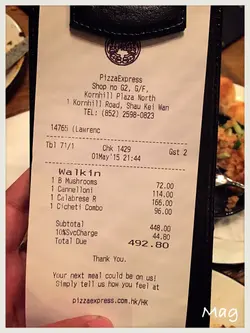 PizzaExpress
Shop no G2, G/F,
Kornhill Plaza North
1 Kornhill Road, Shau Kei Wan
TEL: (852) 2598-0823
14765 (Lawrenc
Tbl 71/1 Chk 1429 Gst 2
01May'15 21:44
Walkin
1 B Mushrooms 72.00
1 Cannelloni 114.00
1 Calabrese R 166.00
1 Cicheti Combo 96.00
Subtotal 448.00
10%SvcCharge 44.80
Total Due 492.80
Thank You.
Your next meal could be on us!
Simply tell us how you feel at
pizzaexpress.com.hk/HK
Mag